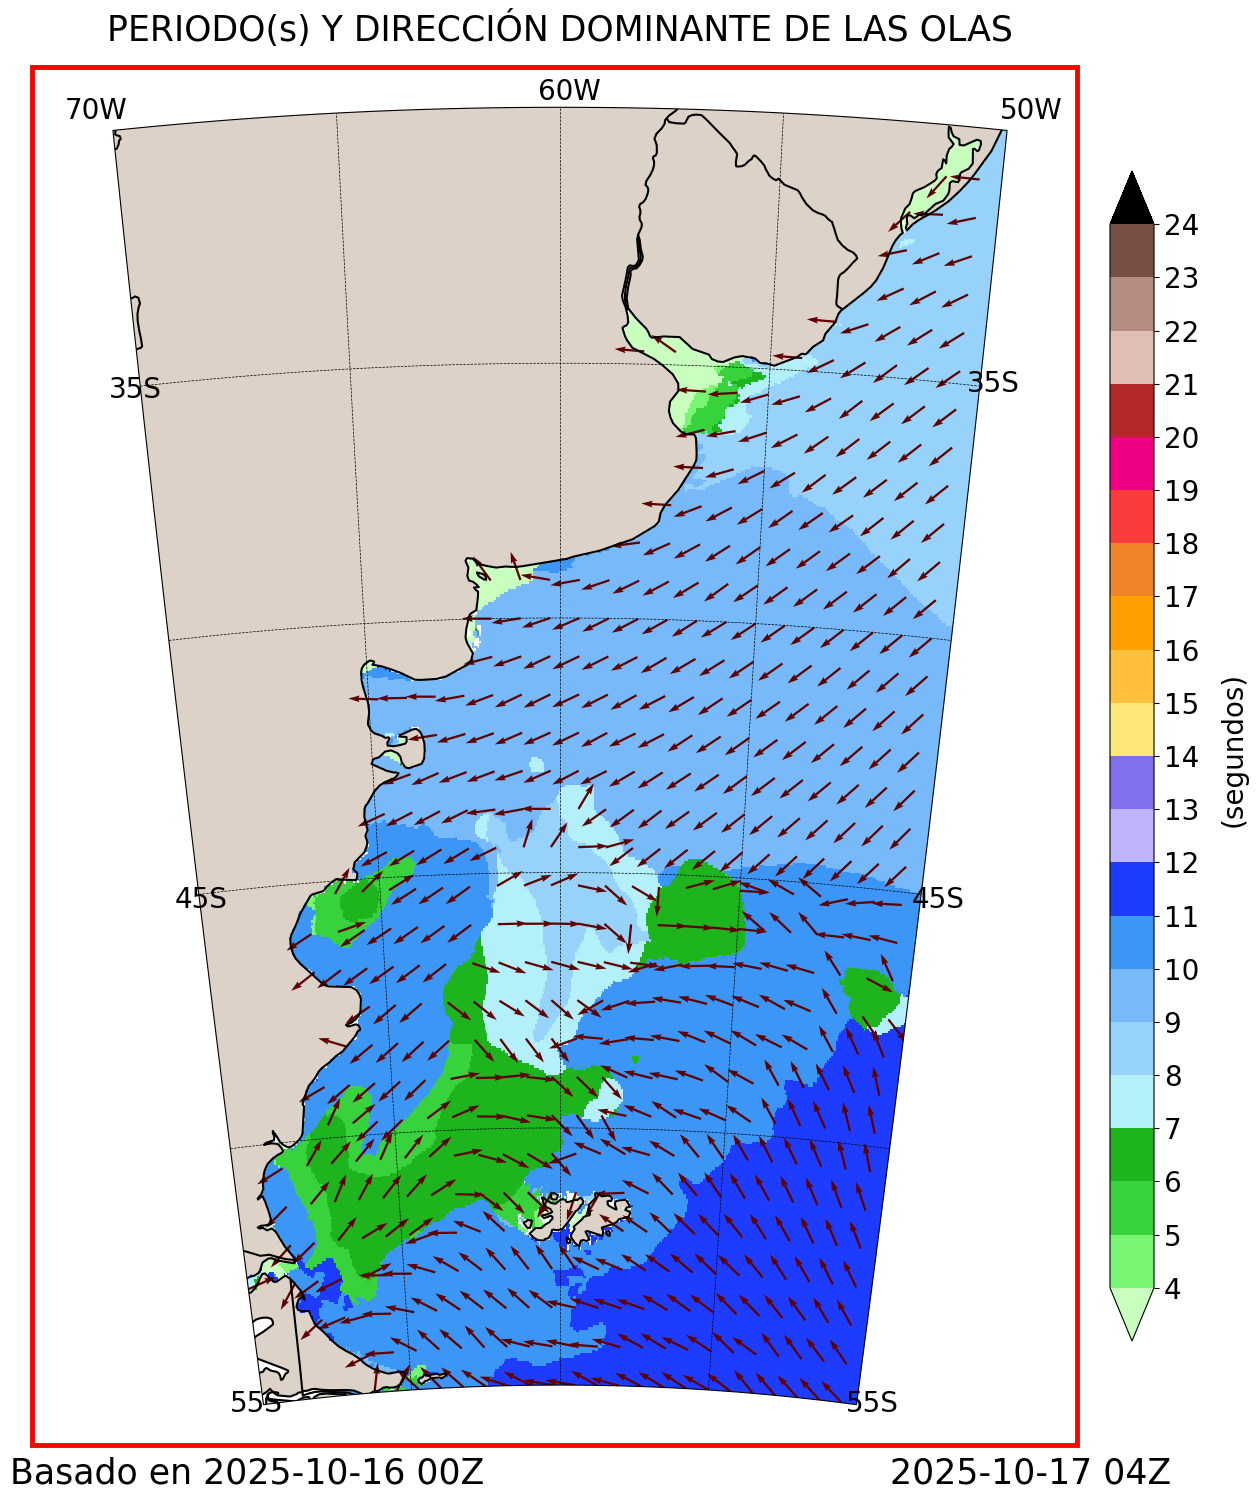 PERIODO(s) Y DIRECCIÓN DOMINANTE DE LAS OLAS
70W
60W
50W
35S
35S
45S
45S
55S
55S
24
23
22
21
20
19
18
17
16
15
14
13
12
11
10
9
8
7
6
5
4
(segundos)
Basado en 2025-10-16 00Z
2025-10-17 04Z